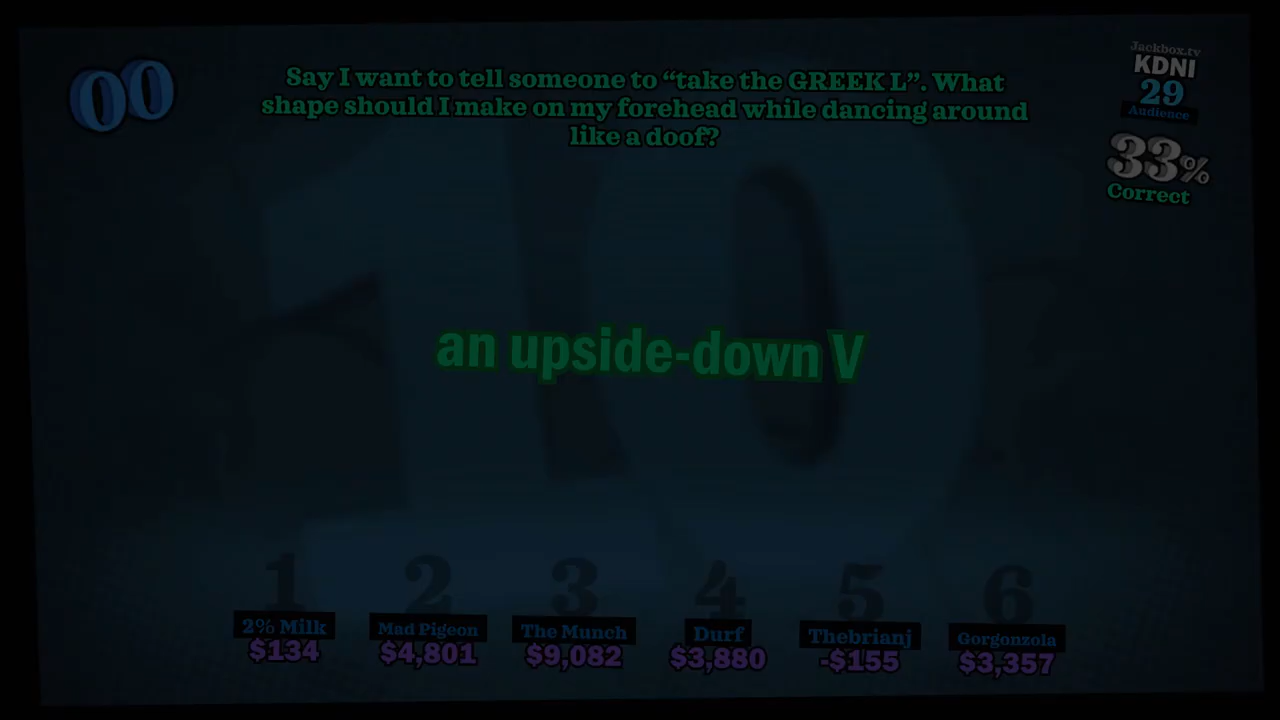 00
Say I want to tell someone to “take the GREEK L”. What
shape should I make on my forehead while dancing around
like a doof?
Jackbox.tv
KDNI
29
Audience
33%
Correct
10
an upside-down V
1 2 3 4 5 6
2% Milk Mad Pigeon The Munch Durf Thebrianj Gorgonzola
$134 $4,801 $9,082 $3,880 -$155 $3,357